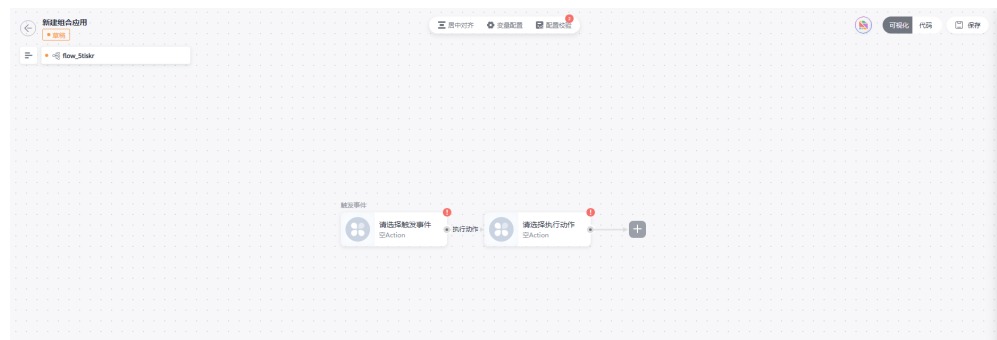 新建组合应用
草稿
flow_5tiskr
居中对齐
变量配置
配置校验
可视化
代码
保存
触发事件
请选择触发事件
空Action
执行动作
请选择执行动作
空Action